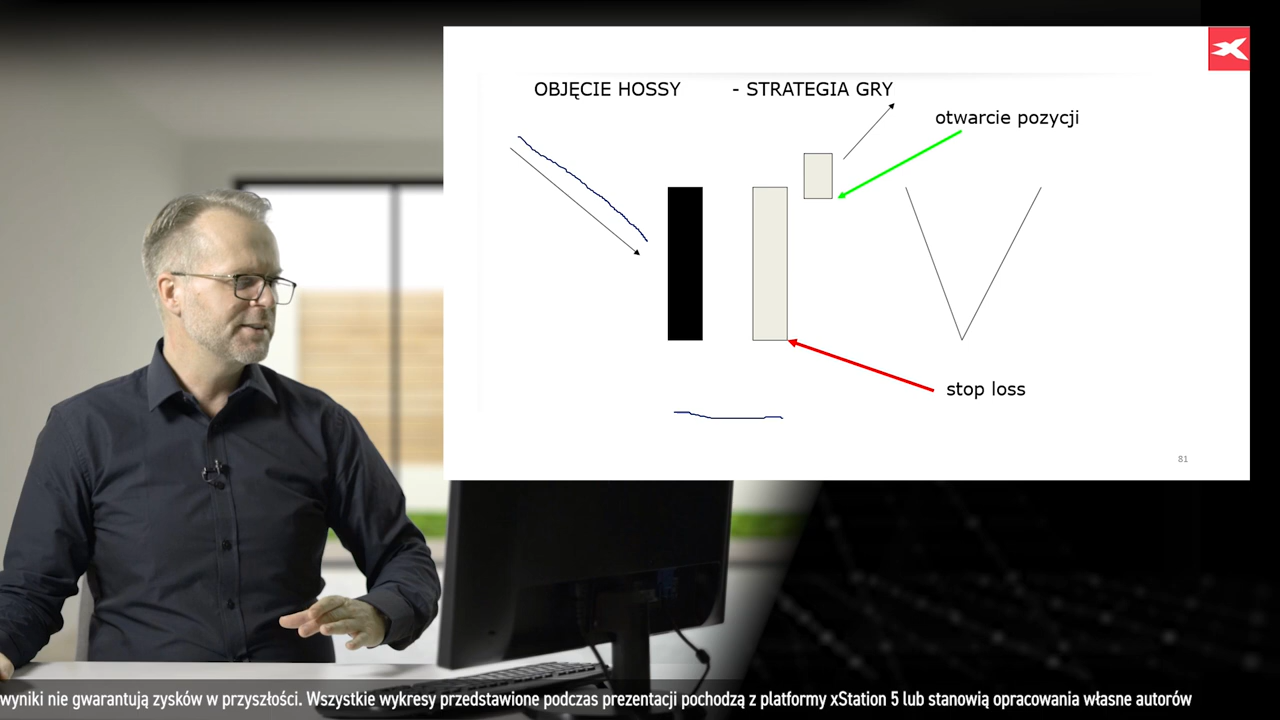 OBJĘCIE HOSSY - STRATEGIA GRY
otwarcie pozycji
stop loss
81
wyniki nie gwarantują zysków w przyszłości. Wszystkie wykresy przedstawione podczas prezentacji pochodzą z platformy xStation 5 lub stanowią opracowania własne autorów